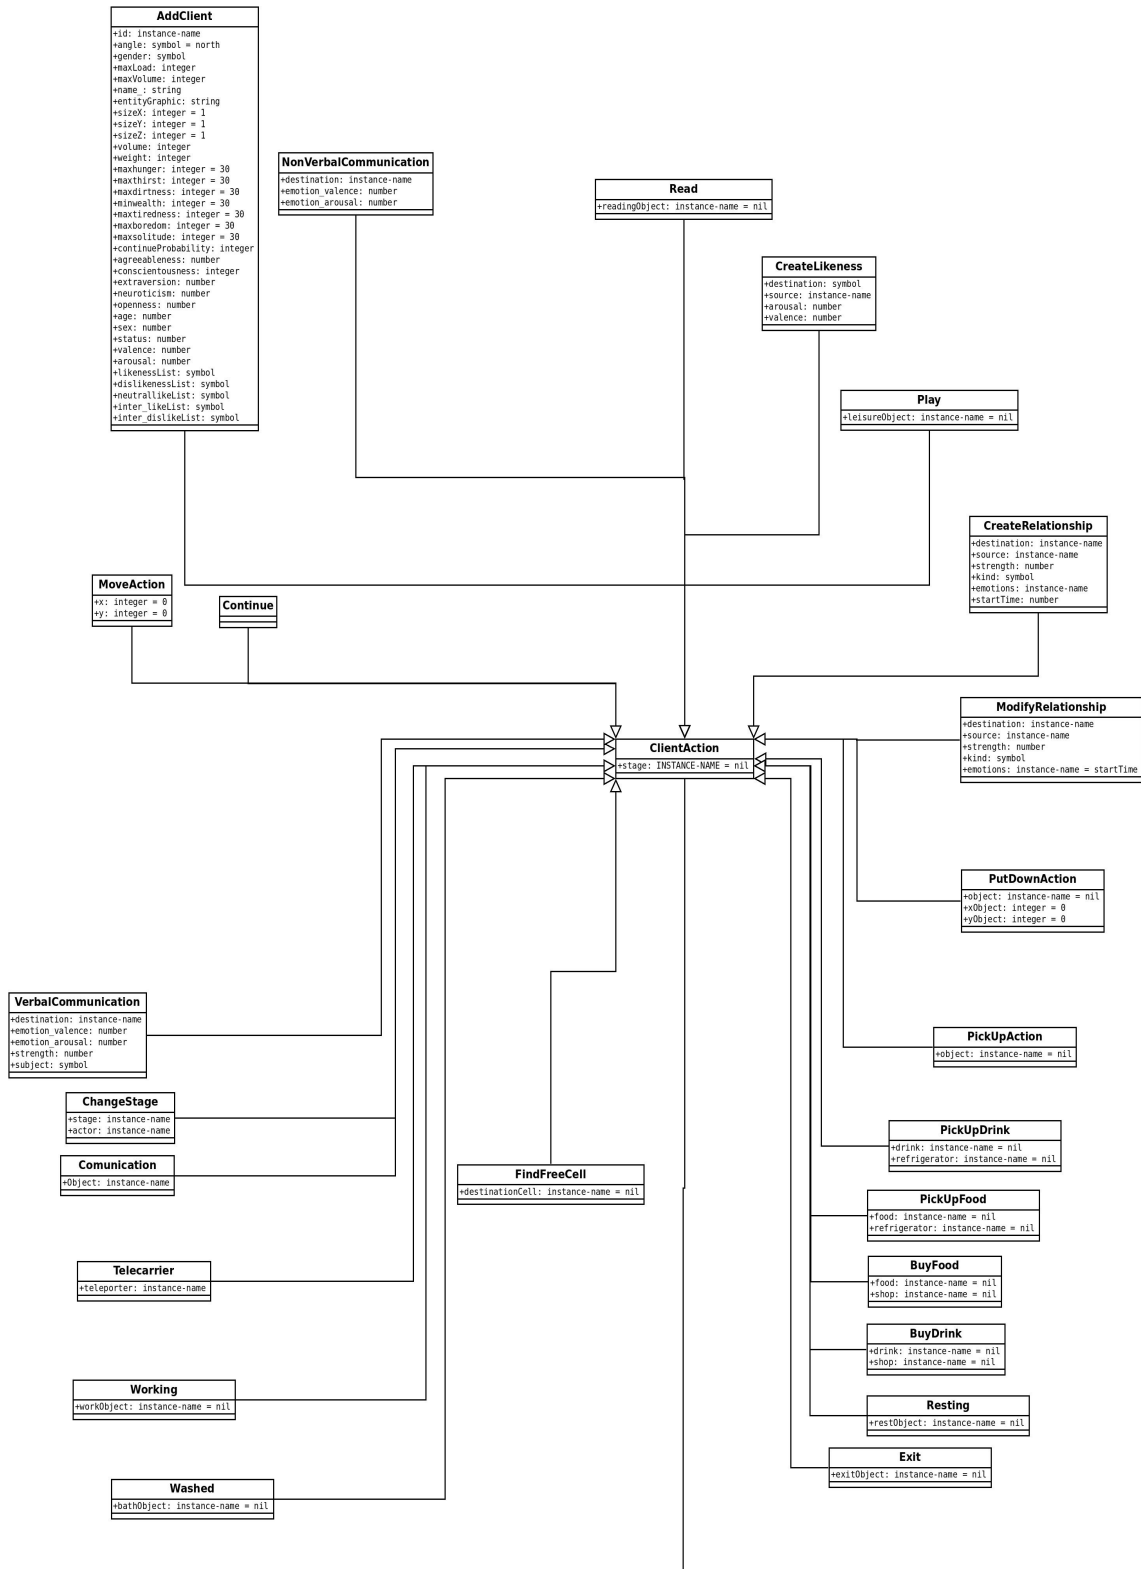 AddClient
+id: instance-name
+angle: symbol = north
+gender: symbol
+maxLoad: integer
+maxVolume: integer
+name_: string
+entityGraphic: string
+sizeX: integer = 1
+sizeY: integer = 1
+sizeZ: integer = 1
+volume: integer
+weight: integer
+maxhunger: integer = 30
+maxthirst: integer = 30
+maxdirtness: integer = 30
+minwealth: integer = 30
+maxtiredness: integer = 30
+maxboredom: integer = 30
+maxsolitude: integer = 30
+continueProbability: integer
+agreeableness: number
+conscientousness: integer
+extraversion: number
+neuroticism: number
+openness: number
+age: number
+sex: number
+status: number
+valence: number
+arousal: number
+likenessList: symbol
+dislikenessList: symbol
+neutrallikeList: symbol
+inter_likeList: symbol
+inter_dislikeList: symbol
NonVerbalCommunication
+destination: instance-name
+emotion_valence: number
+emotion_arousal: number
Read
+readingObject: instance-name = nil
CreateLikeness
+destination: symbol
+source: instance-name
+arousal: number
+valence: number
Play
+leisureObject: instance-name = nil
CreateRelationship
+destination: instance-name
+source: instance-name
+strength: number
+kind: symbol
+emotions: instance-name
+startTime: number
MoveAction
+x: integer = 0
+y: integer = 0
Continue
ModifyRelationship
+destination: instance-name
+source: instance-name
+strength: number
+kind: symbol
+emotions: instance-name = startTime
ClientAction
+stage: INSTANCE-NAME = nil
PutDownAction
+object: instance-name = nil
+xObject: integer = 0
+yObject: integer = 0
VerbalCommunication
+destination: instance-name
+emotion_valence: number
+emotion_arousal: number
+strength: number
+subject: symbol
PickUpAction
+object: instance-name = nil
ChangeStage
+stage: instance-name
+actor: instance-name
PickUpDrink
+drink: instance-name = nil
+refrigerator: instance-name = nil
Comunication
+Object: instance-name
FindFreeCell
+destinationCell: instance-name = nil
PickUpFood
+food: instance-name = nil
+refrigerator: instance-name = nil
Telecarrier
+teleporter: instance-name
BuyFood
+food: instance-name = nil
+shop: instance-name = nil
BuyDrink
+drink: instance-name = nil
+shop: instance-name = nil
Working
+workObject: instance-name = nil
Resting
+restObject: instance-name = nil
Exit
+exitObject: instance-name = nil
Washed
+bathObject: instance-name = nil